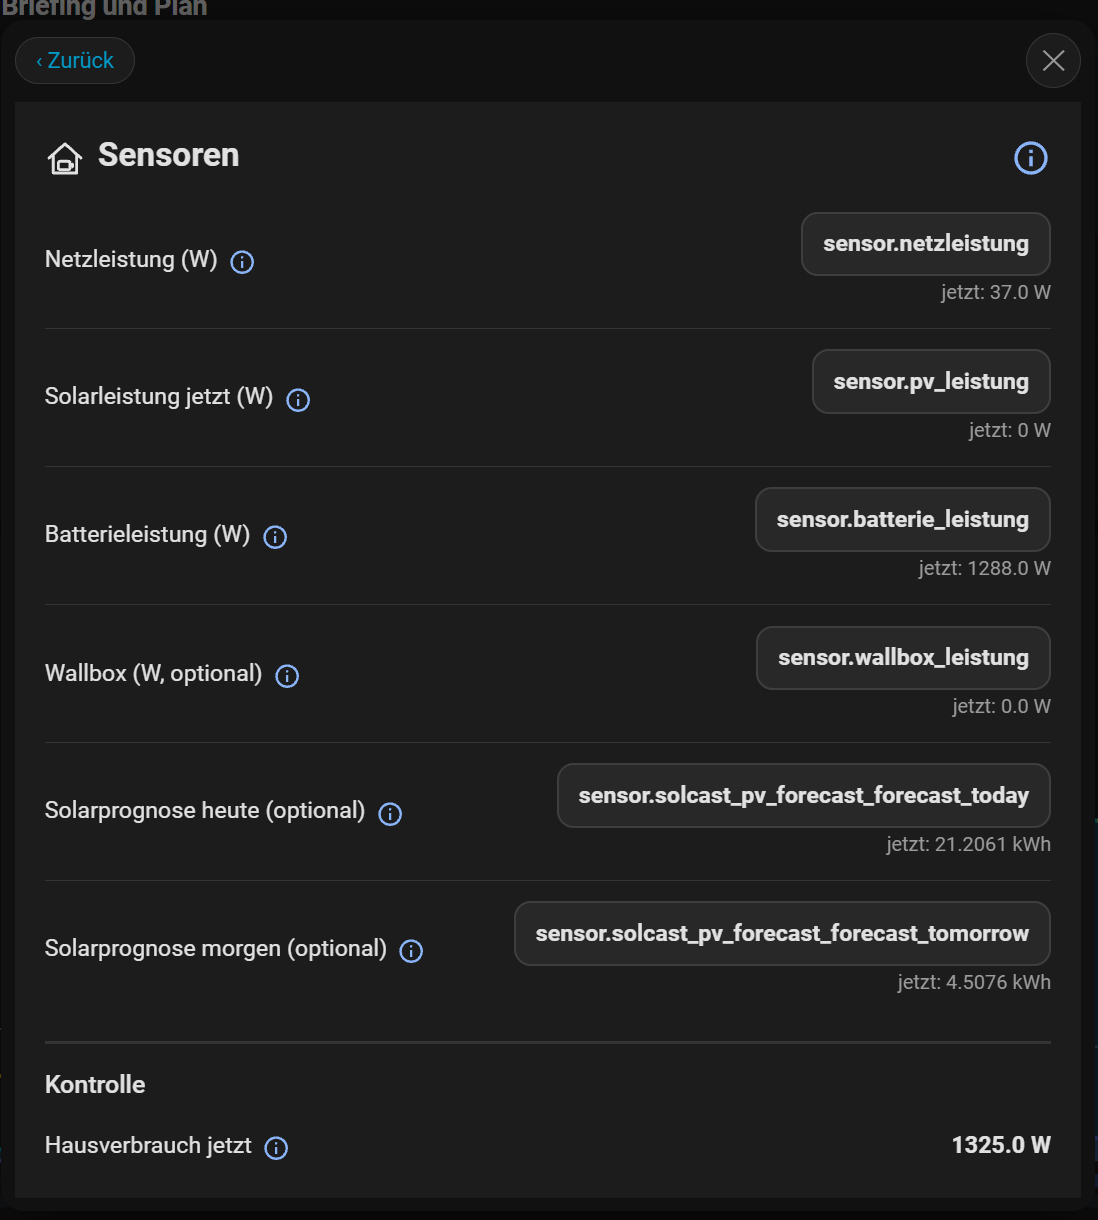 Briefing und Plan
‹ Zurück
Sensoren
Netzleistung (W)
sensor.netzleistung
jetzt: 37.0 W
Solarleistung jetzt (W)
sensor.pv_leistung
jetzt: 0 W
Batterieleistung (W)
sensor.batterie_leistung
jetzt: 1288.0 W
Wallbox (W, optional)
sensor.wallbox_leistung
jetzt: 0.0 W
Solarprognose heute (optional)
sensor.solcast_pv_forecast_forecast_today
jetzt: 21.2061 kWh
Solarprognose morgen (optional)
sensor.solcast_pv_forecast_forecast_tomorrow
jetzt: 4.5076 kWh
Kontrolle
Hausverbrauch jetzt
1325.0 W